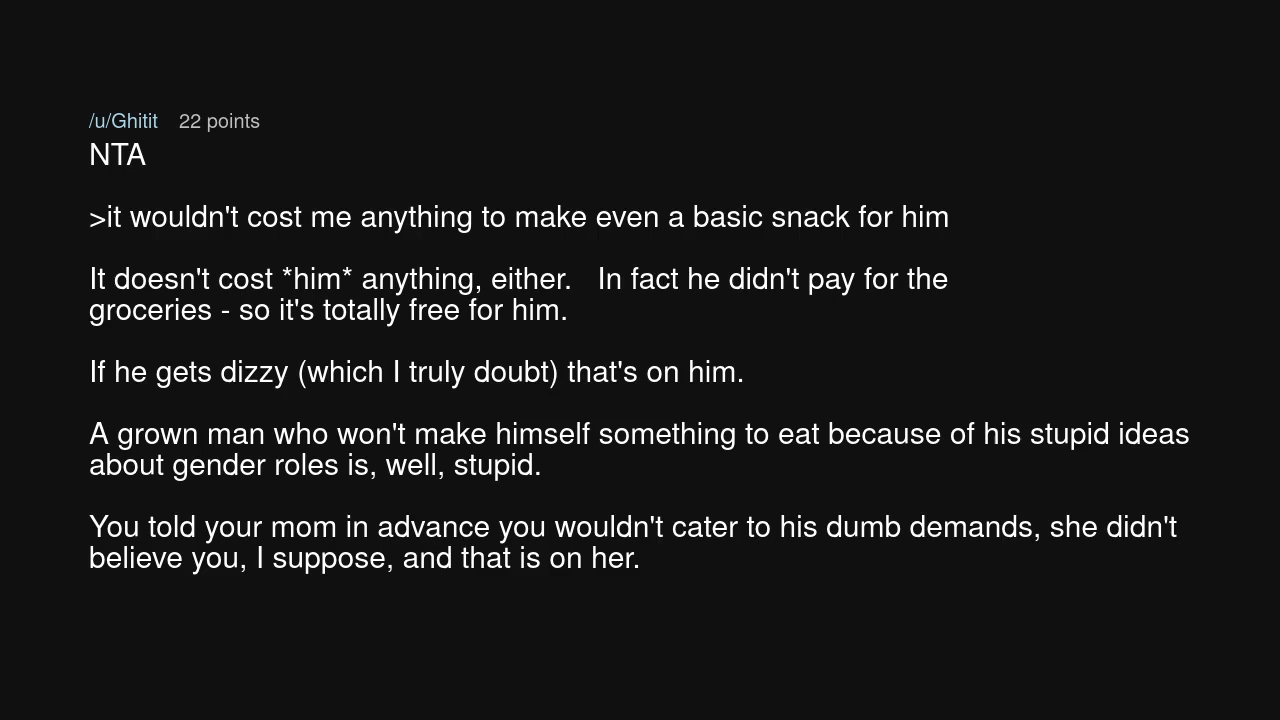 /u/Ghitit 22 points
NTA
>it wouldn't cost me anything to make even a basic snack for him
It doesn't cost *him* anything, either. In fact he didn't pay for the
groceries - so it's totally free for him.
If he gets dizzy (which I truly doubt) that's on him.
A grown man who won't make himself something to eat because of his stupid ideas
about gender roles is, well, stupid.
You told your mom in advance you wouldn't cater to his dumb demands, she didn't
believe you, I suppose, and that is on her.